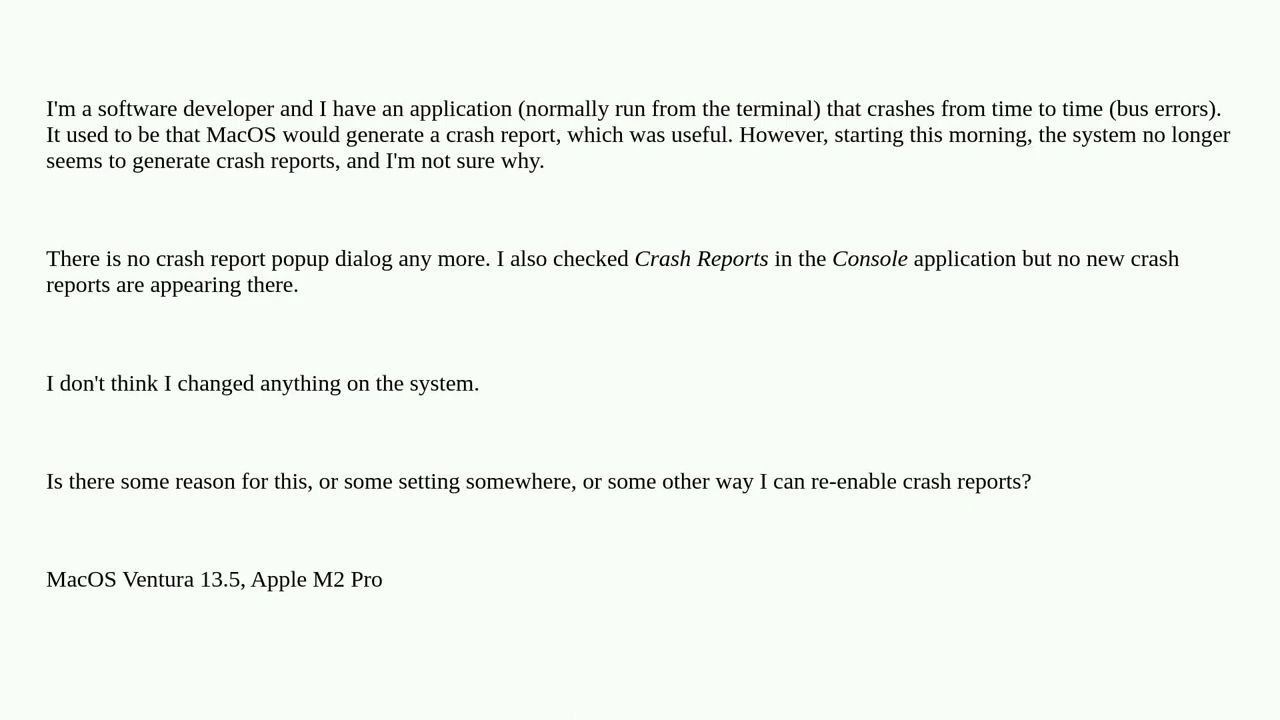 I'm a software developer and I have an application (normally run from the terminal) that crashes from time to time (bus errors).
It used to be that MacOS would generate a crash report, which was useful. However, starting this morning, the system no longer
seems to generate crash reports, and I'm not sure why.
There is no crash report popup dialog any more. I also checked Crash Reports in the Console application but no new crash
reports are appearing there.
I don't think I changed anything on the system.
Is there some reason for this, or some setting somewhere, or some other way I can re-enable crash reports?
MacOS Ventura 13.5, Apple M2 Pro